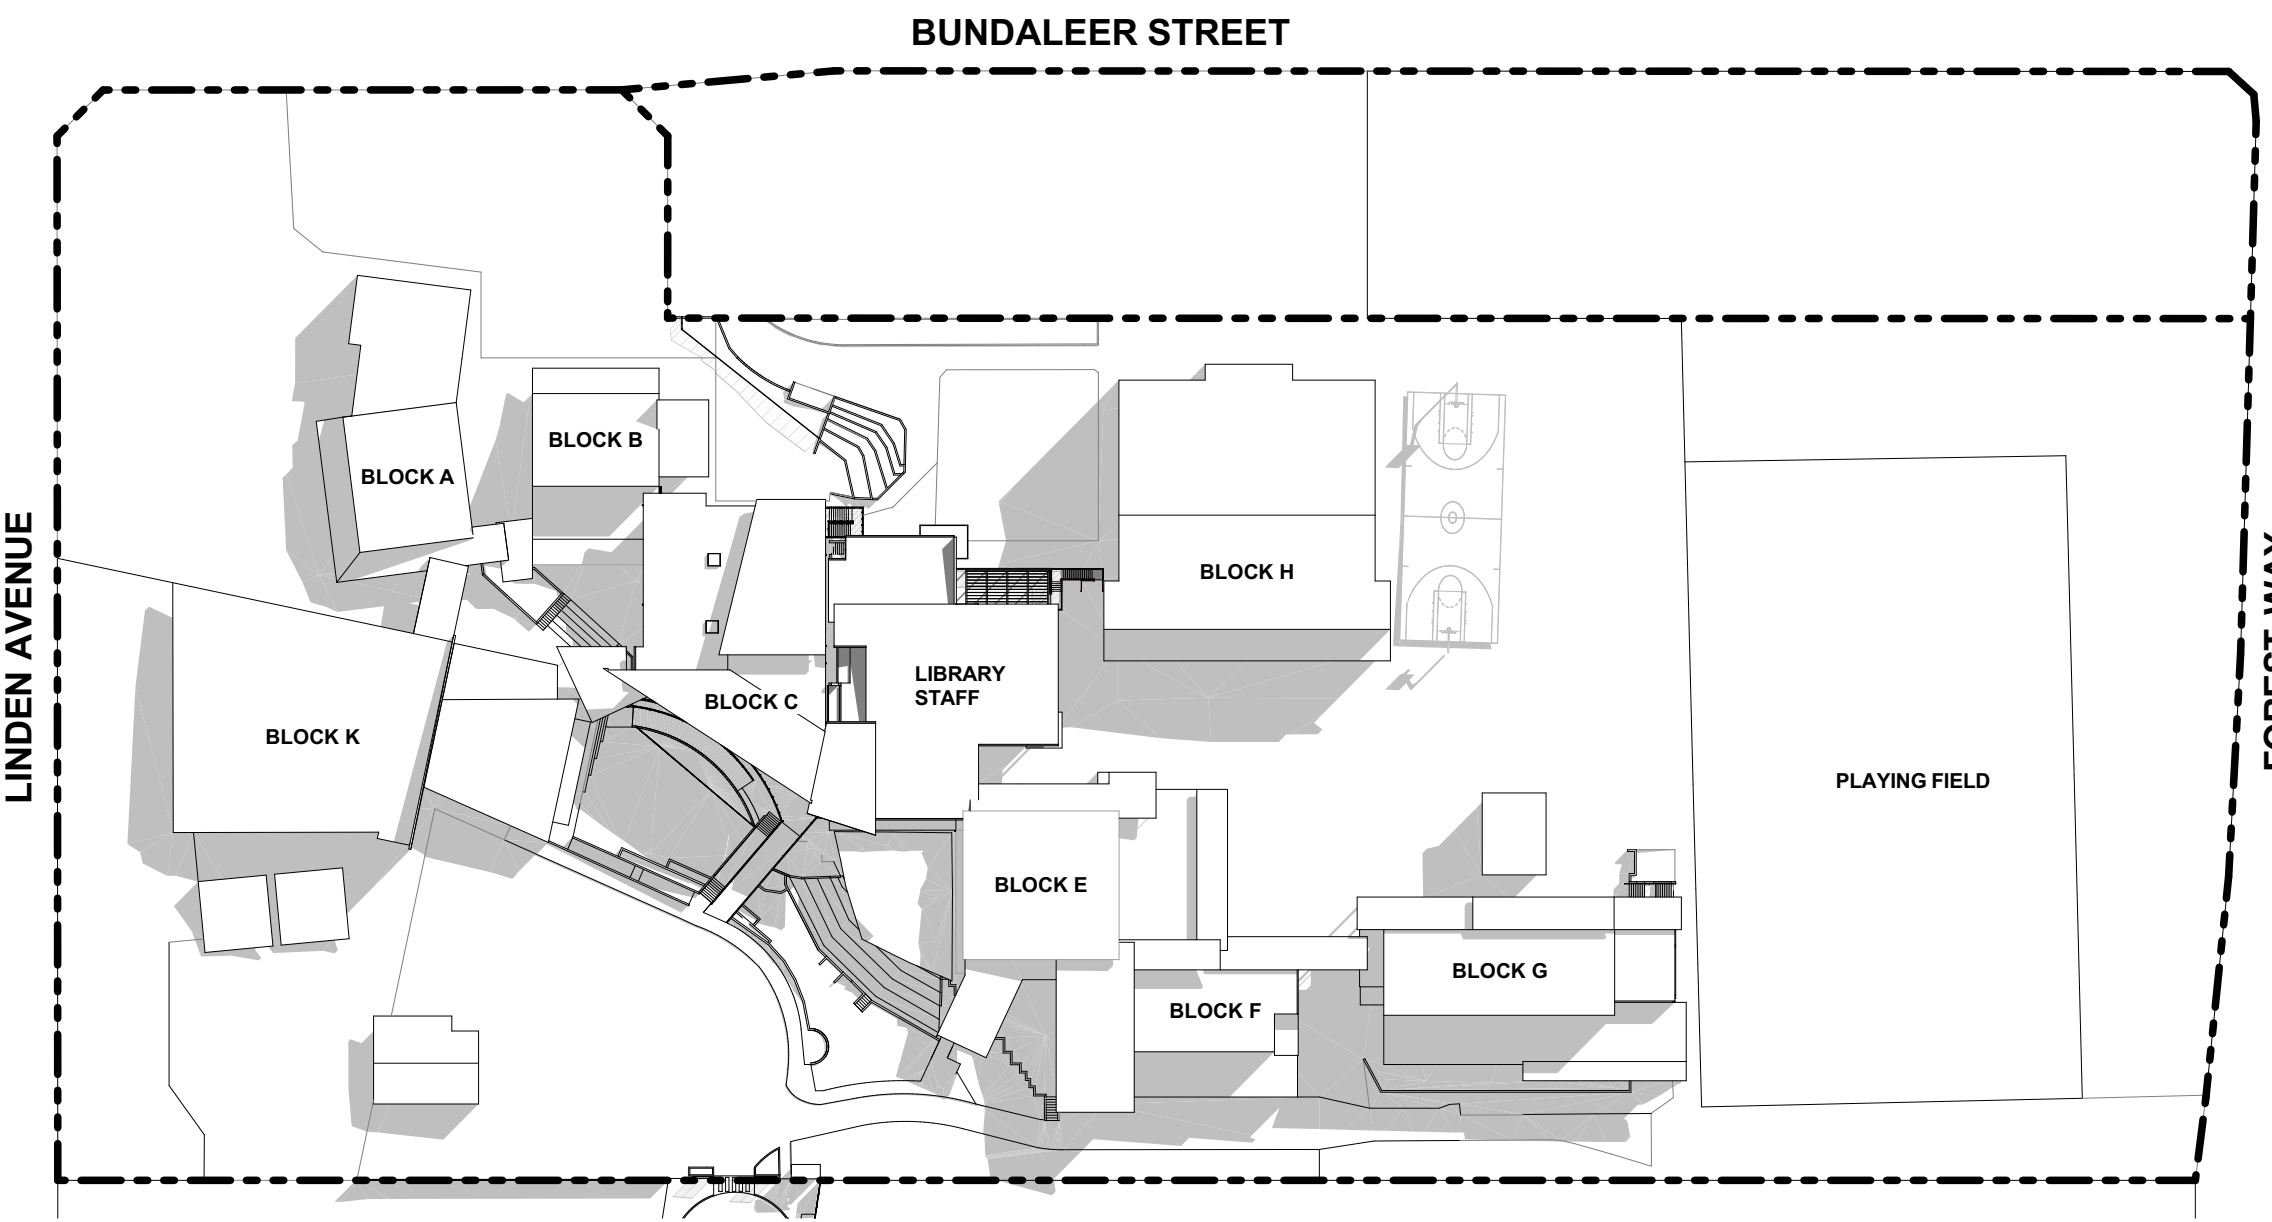 BUNDALEER STREET
BLOCK B
BLOCK A
BLOCK H
LINDEN AVENUE
LIBRARY
STAFF
BLOCK C
BLOCK K
PLAYING FIELD
BLOCK E
BLOCK G
BLOCK F